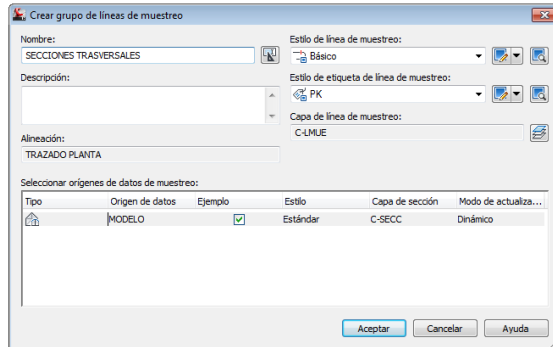 Crear grupo de líneas de muestreo
Nombre:
SECCIONES TRASVERSALES
Descripción:
Alineación:
TRAZADO PLANTA
Estilo de línea de muestreo:
Básico
Estilo de etiqueta de línea de muestreo:
PK
Capa de línea de muestreo:
C-LMUE
Seleccionar orígenes de datos de muestreo:
Tipo Origen de datos Ejemplo Estilo Capa de sección Modo de actualiza...
MODELO Estándar C-SECC Dinámico
Aceptar Cancelar Ayuda